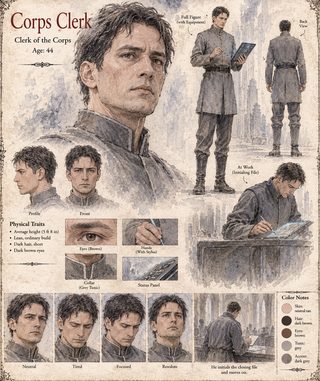 Corps Clerk
Clerk of the Corps
Age: 44
Full Figure
(with Equipment)
Back
View
Profile
Front
At Work
(Initialing File)
Physical Traits
• Average height (5 ft 8 in)
• Lean, ordinary build
• Dark hair, short
• Dark brown eyes
Eyes (Brown)
Hands
(With Stylus)
Collar
(Grey Tunic)
Status Panel
Neutral
Tired
Focused
Resolute
He initials the closing file
and moves on.
Color Notes
Skin:
neutral tan
Hair:
dark brown
Eyes:
brown
Tunic:
grey
Accent:
dark grey